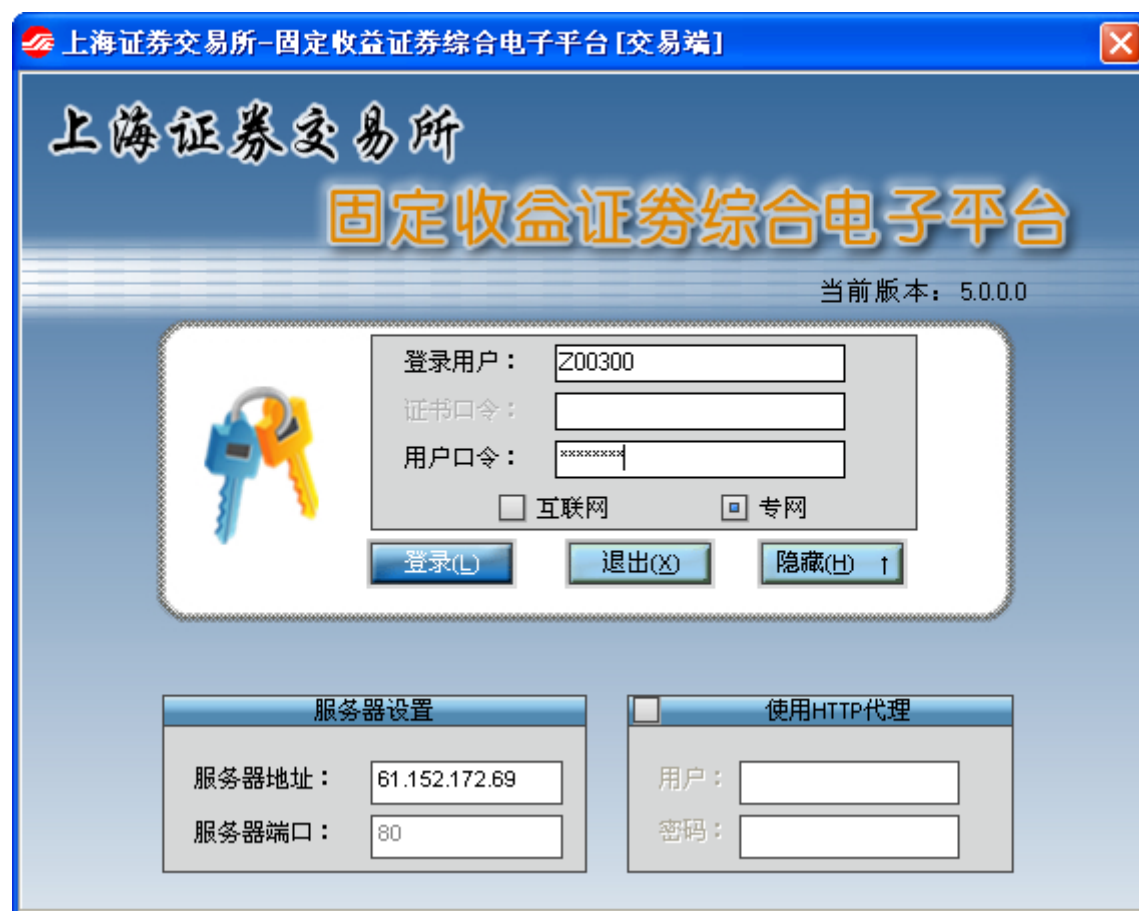 上海证券交易所-固定收益证券综合电子平台[交易端]
上海证券交易所
固定收益证券综合电子平台
当前版本： 5.0.0.0
登录用户： Z00300
证书口令：
用户口令： ********
互联网 专网
登录(L) 退出(X) 隐藏(H) ↑
服务器设置 使用HTTP代理
服务器地址： 61.152.172.69 用户：
服务器端口： 80 密码：